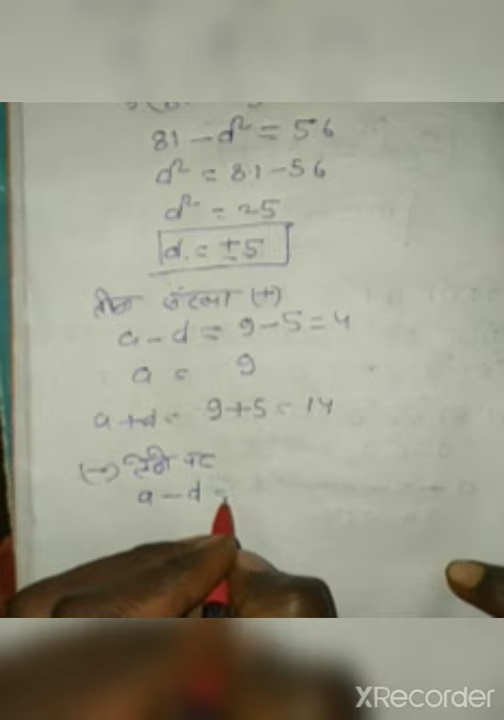 81 - d² = 56
d² = 81 - 56
d² = 25
d = ±5
तीन संख्या (+)
a - d = 9 - 5 = 4
a = 9
a + d = 9 + 5 = 14
(-) लेने पर
a - d =
XRecorder